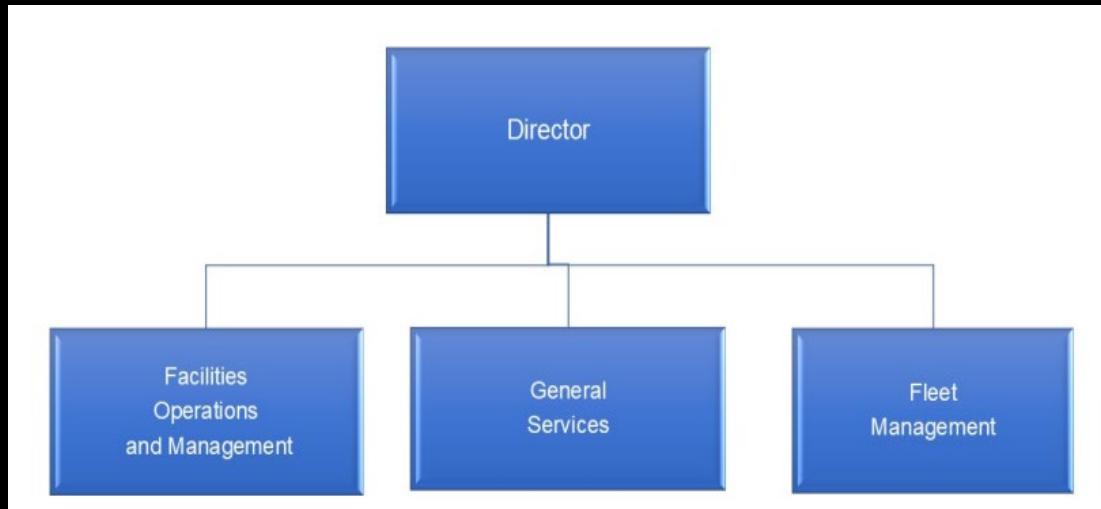 Director
Facilities
Operations
and Management
General
Services
Fleet
Management